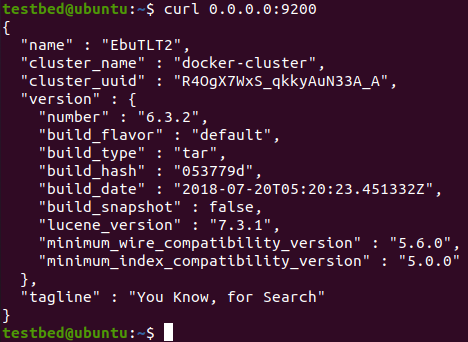 testbed@ubuntu:~$ curl 0.0.0.0:9200
{
  "name" : "EbuTLT2",
  "cluster_name" : "docker-cluster",
  "cluster_uuid" : "R4OgX7WxS_qkkyAuN33A_A",
  "version" : {
    "number" : "6.3.2",
    "build_flavor" : "default",
    "build_type" : "tar",
    "build_hash" : "053779d",
    "build_date" : "2018-07-20T05:20:23.451332Z",
    "build_snapshot" : false,
    "lucene_version" : "7.3.1",
    "minimum_wire_compatibility_version" : "5.6.0",
    "minimum_index_compatibility_version" : "5.0.0"
  },
  "tagline" : "You Know, for Search"
}
testbed@ubuntu:~$